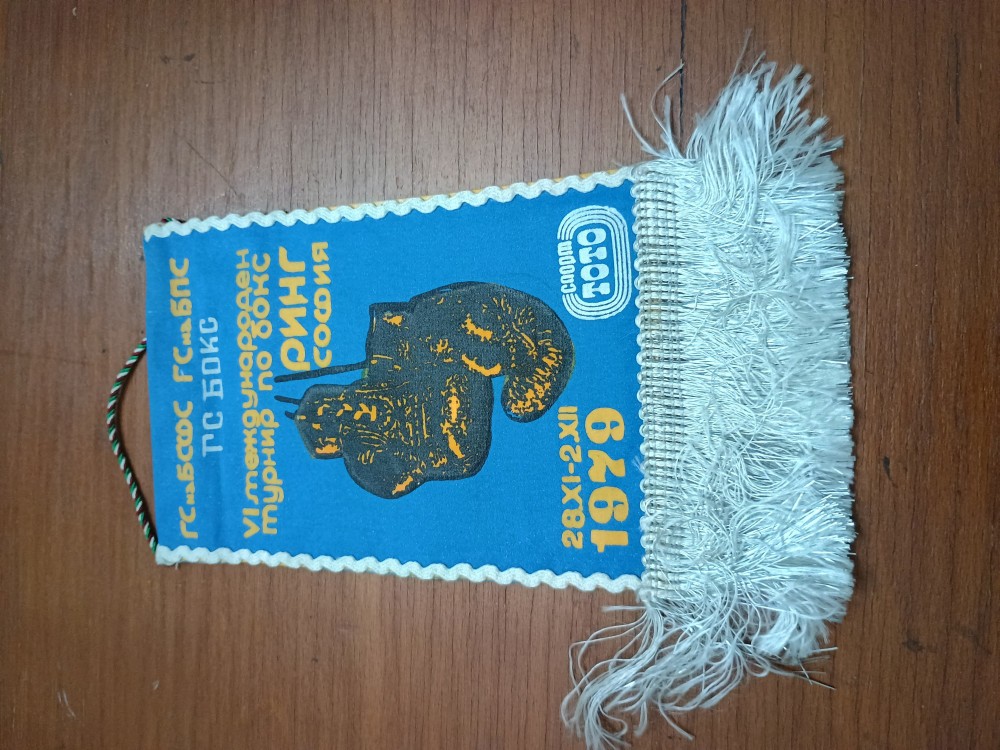 ГС на БСФС ГС на БПС
ГС БОКС
VI международен
турнир по бокс
РИНГ
софия
28.XI-2.XII
1979
спорт
ТОТО